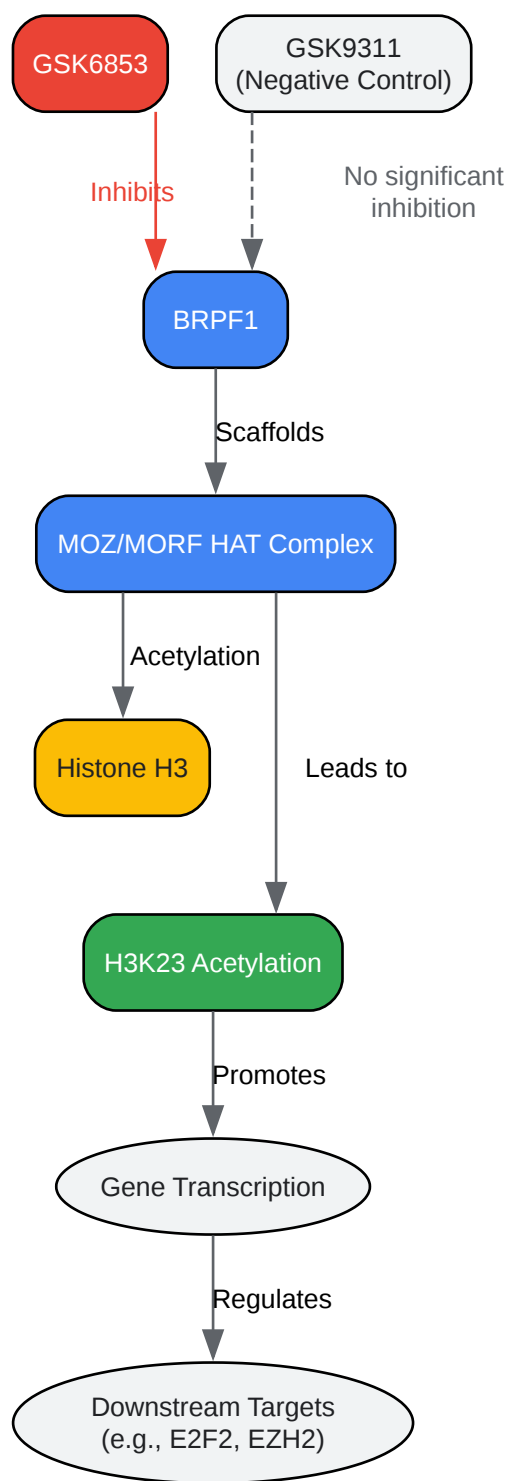 GSK6853
GSK9311
(Negative Control)
Inhibits
No significant
inhibition
BRPF1
Scaffolds
MOZ/MORF HAT Complex
Acetylation
Histone H3
Leads to
H3K23 Acetylation
Promotes
Gene Transcription
Regulates
Downstream Targets
(e.g., E2F2, EZH2)